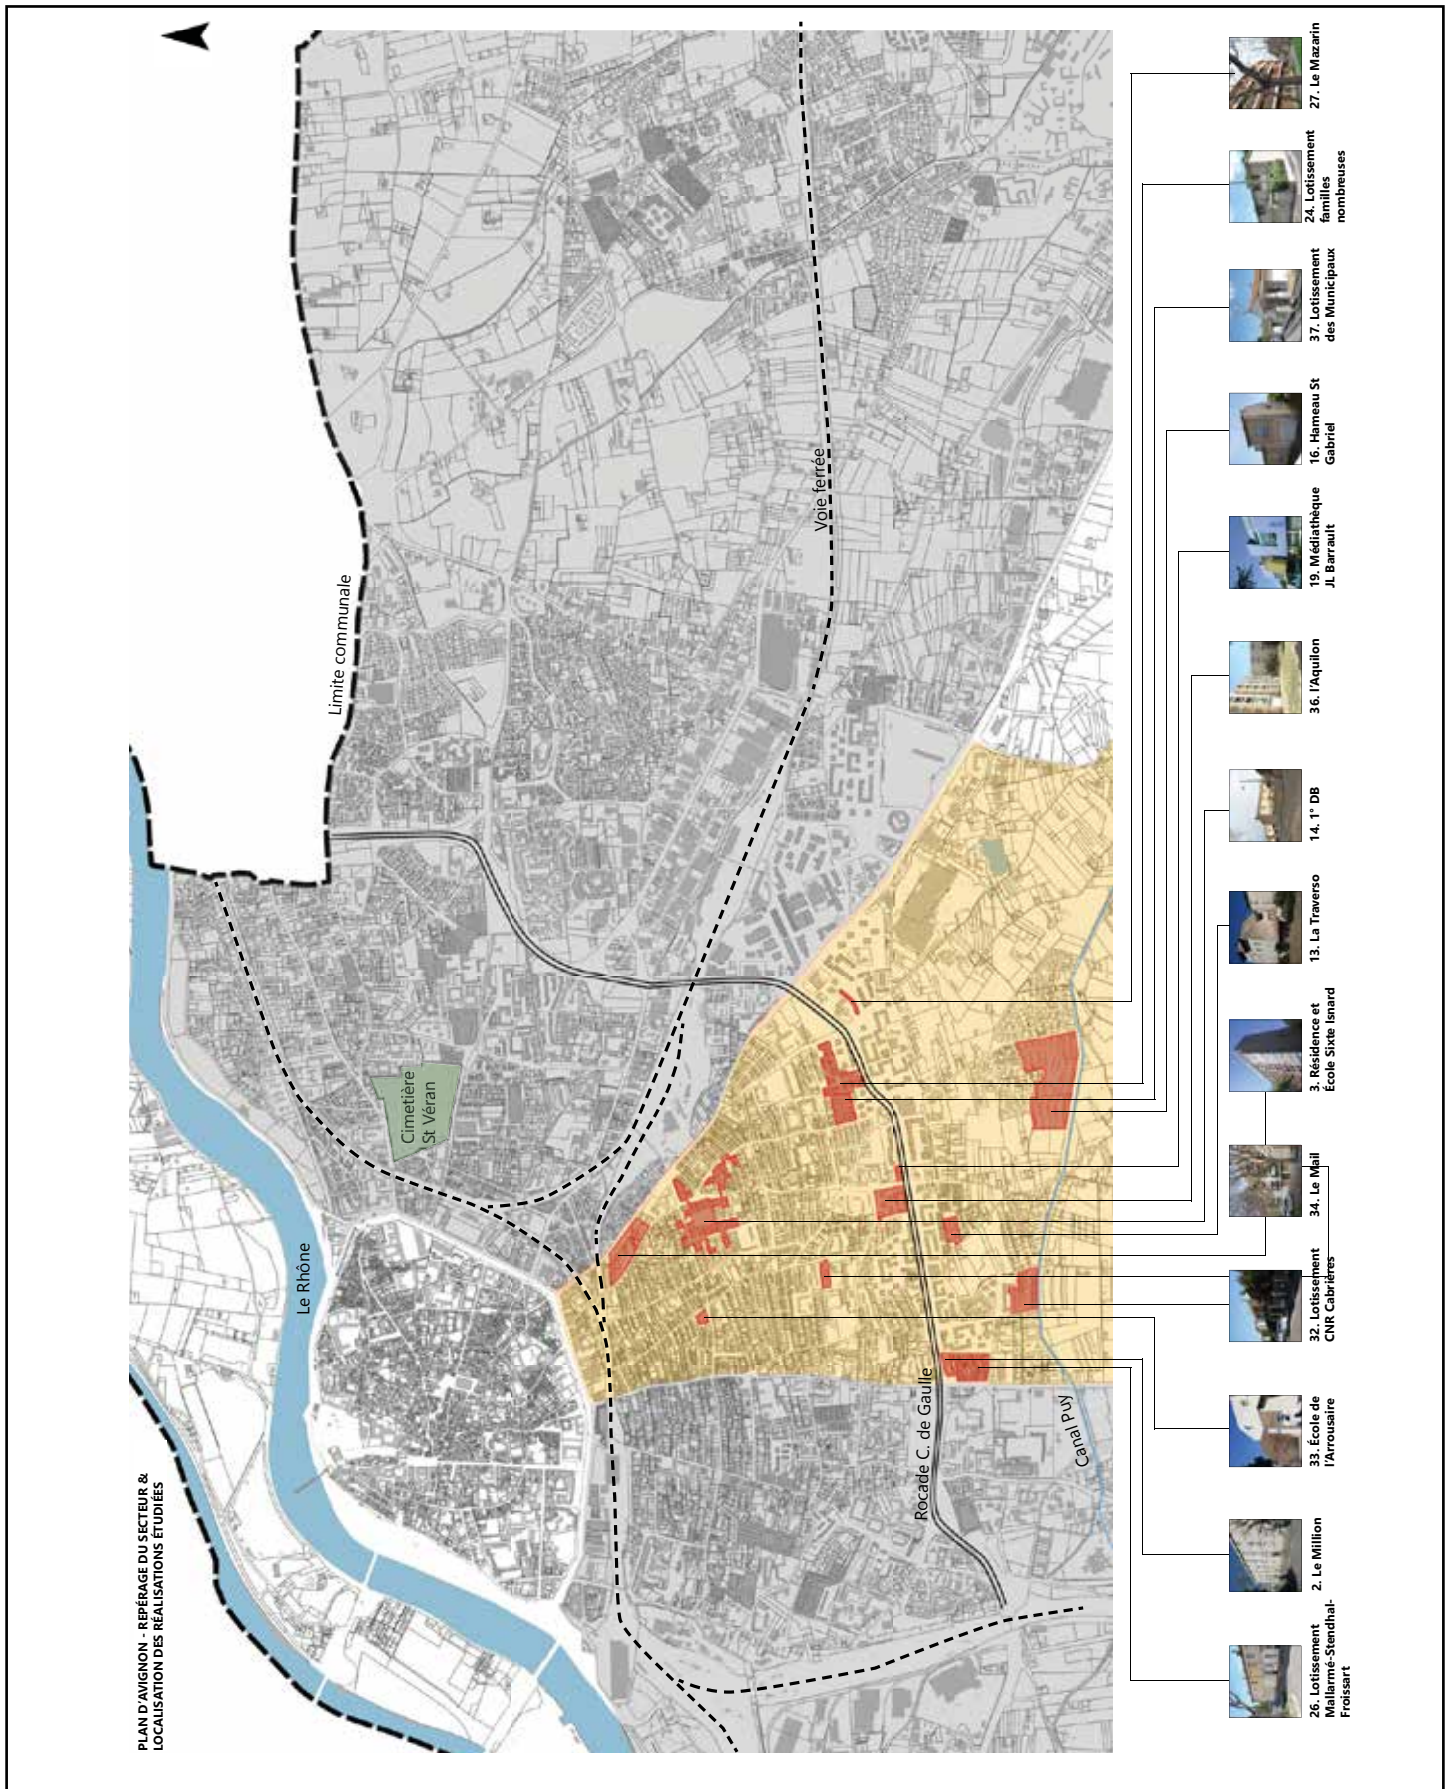 PLAN D'AVIGNON - REPÉRAGE DU SECTEUR &
LOCALISATION DES RÉALISATIONS ÉTUDIÉES
Le Rhône
Cimetière
St Véran
Limite communale
Voie ferrée
Rocade C. de Gaulle
Canal Puy
26. Lotissement
Mallarmé-Stendhal-
Froissart
2. Le Million
33. École de
l'Arrousaire
32. Lotissement
CNR Cabrières
34. Le Mail
3. Résidence et
École Sixte Isnard
13. La Traverso
14. 1° DB
36. l'Aquilon
19. Médiathèque
JL Barrault
16. Hameau St
Gabriel
37. Lotissement
des Municipaux
24. Lotissement
familles
nombreuses
27. Le Mazarin